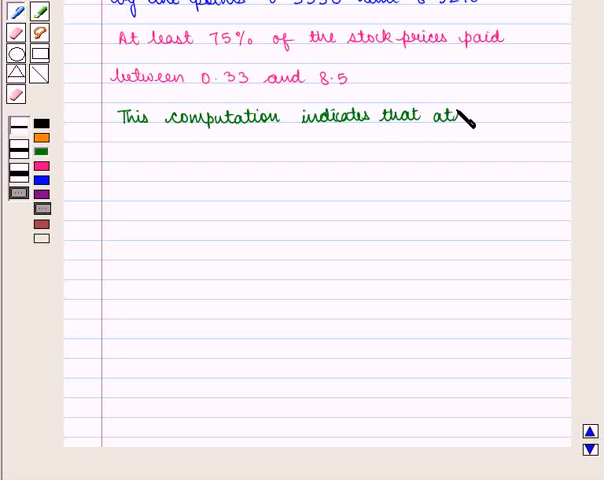 At least 75% of the stock prices paid
between 0.33 and 8.5
This computation indicates that at